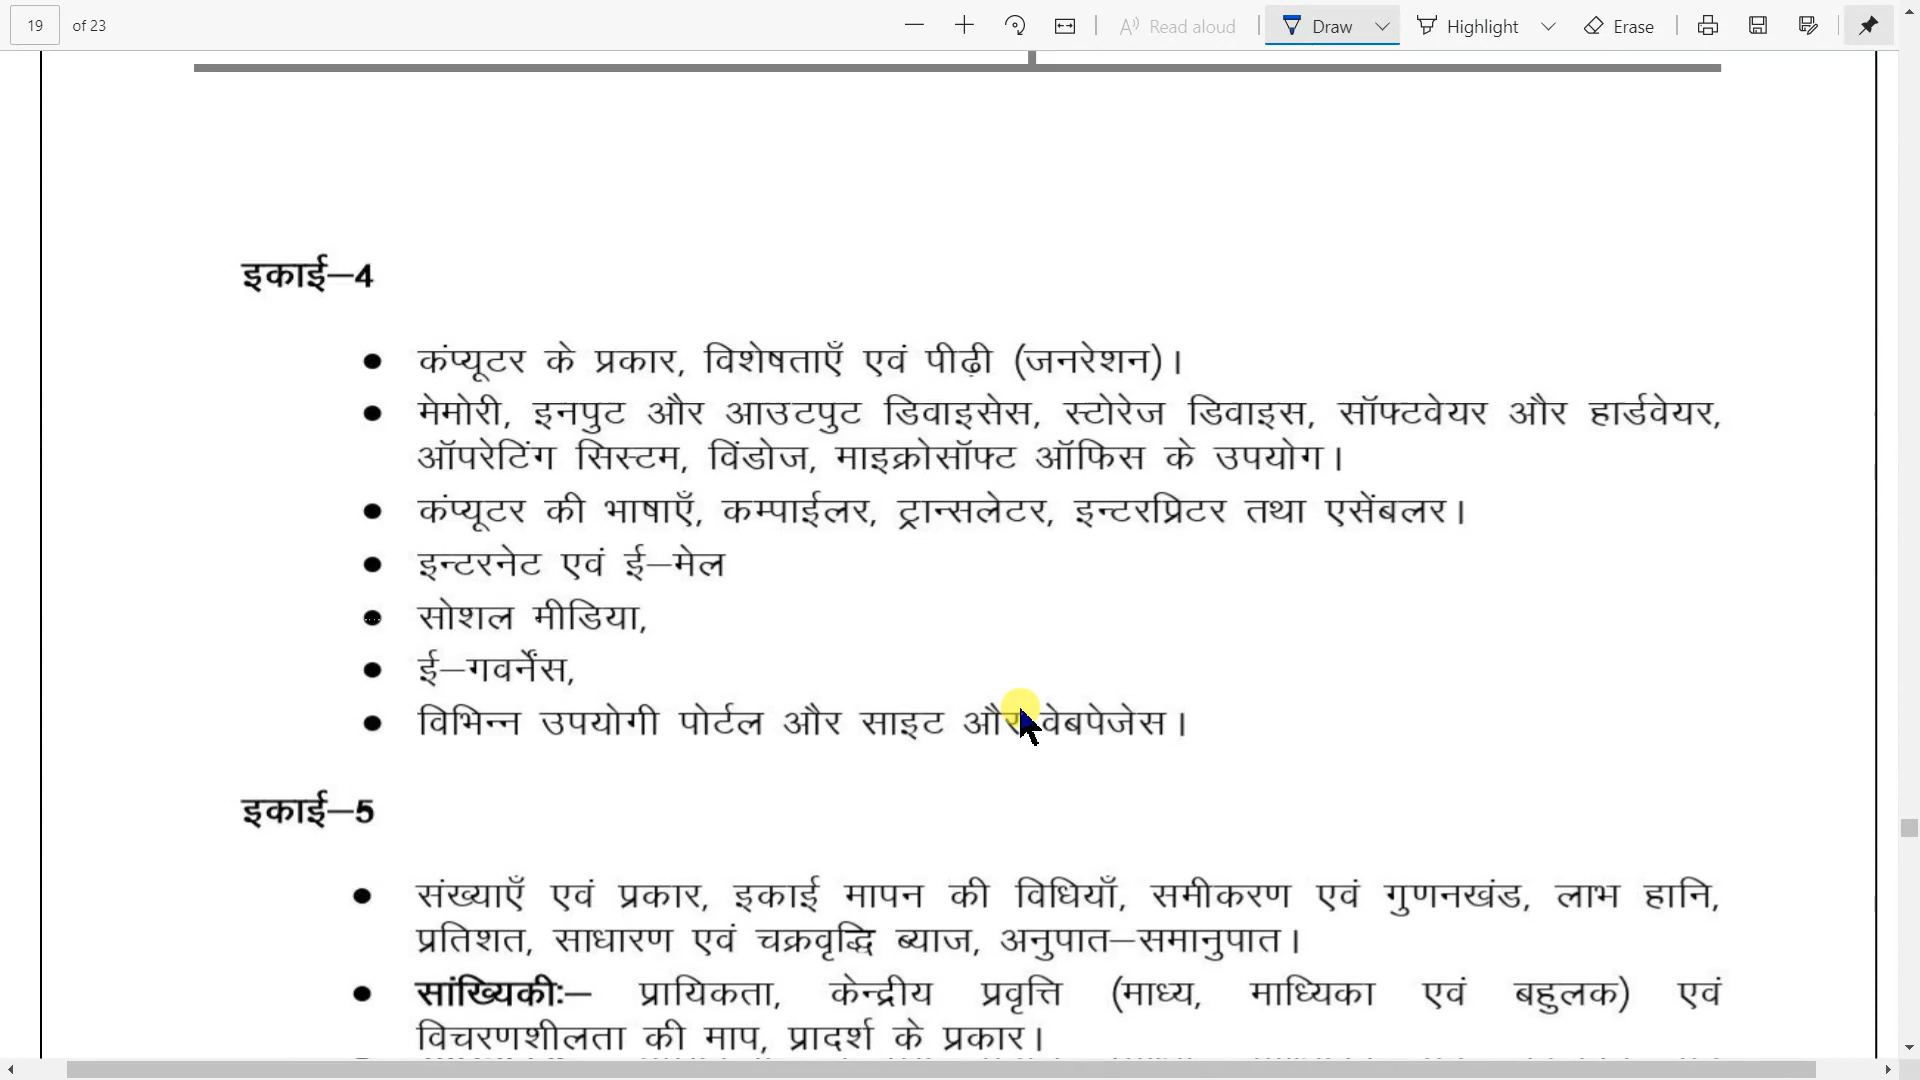 19 of 23 Read aloud Draw Highlight Erase
इकाई–4
● कंप्यूटर के प्रकार, विशेषताएँ एवं पीढ़ी (जनरेशन)।
● मेमोरी, इनपुट और आउटपुट डिवाइसेस, स्टोरेज डिवाइस, सॉफ्टवेयर और हार्डवेयर,
ऑपरेटिंग सिस्टम, विंडोज, माइक्रोसॉफ्ट ऑफिस के उपयोग।
● कंप्यूटर की भाषाएँ, कम्पाईलर, ट्रान्सलेटर, इन्टरप्रिटर तथा एसेंबलर।
● इन्टरनेट एवं ई–मेल
● सोशल मीडिया,
● ई–गवर्नेंस,
● विभिन्न उपयोगी पोर्टल और साइट और वेबपेजेस।
इकाई–5
● संख्याएँ एवं प्रकार, इकाई मापन की विधियाँ, समीकरण एवं गुणनखंड, लाभ हानि,
प्रतिशत, साधारण एवं चक्रवृद्धि ब्याज, अनुपात–समानुपात।
● सांख्यिकीः– प्रायिकता, केन्द्रीय प्रवृत्ति (माध्य, माध्यिका एवं बहुलक) एवं
विचरणशीलता की माप, प्रादर्श के प्रकार।